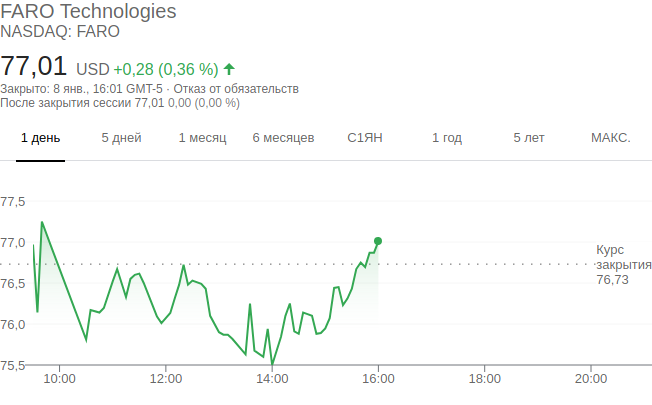 FARO Technologies
NASDAQ: FARO
77,01 USD +0,28 (0,36 %)
Закрыто: 8 янв., 16:01 GMT-5 · Отказ от обязательств
После закрытия сессии 77,01 0,00 (0,00 %)
1 день 5 дней 1 месяц 6 месяцев С1ЯН 1 год 5 лет МАКС.
77,5
77,0
76,5
76,0
75,5
Курс
закрытия
76,73
10:00 12:00 14:00 16:00 18:00 20:00